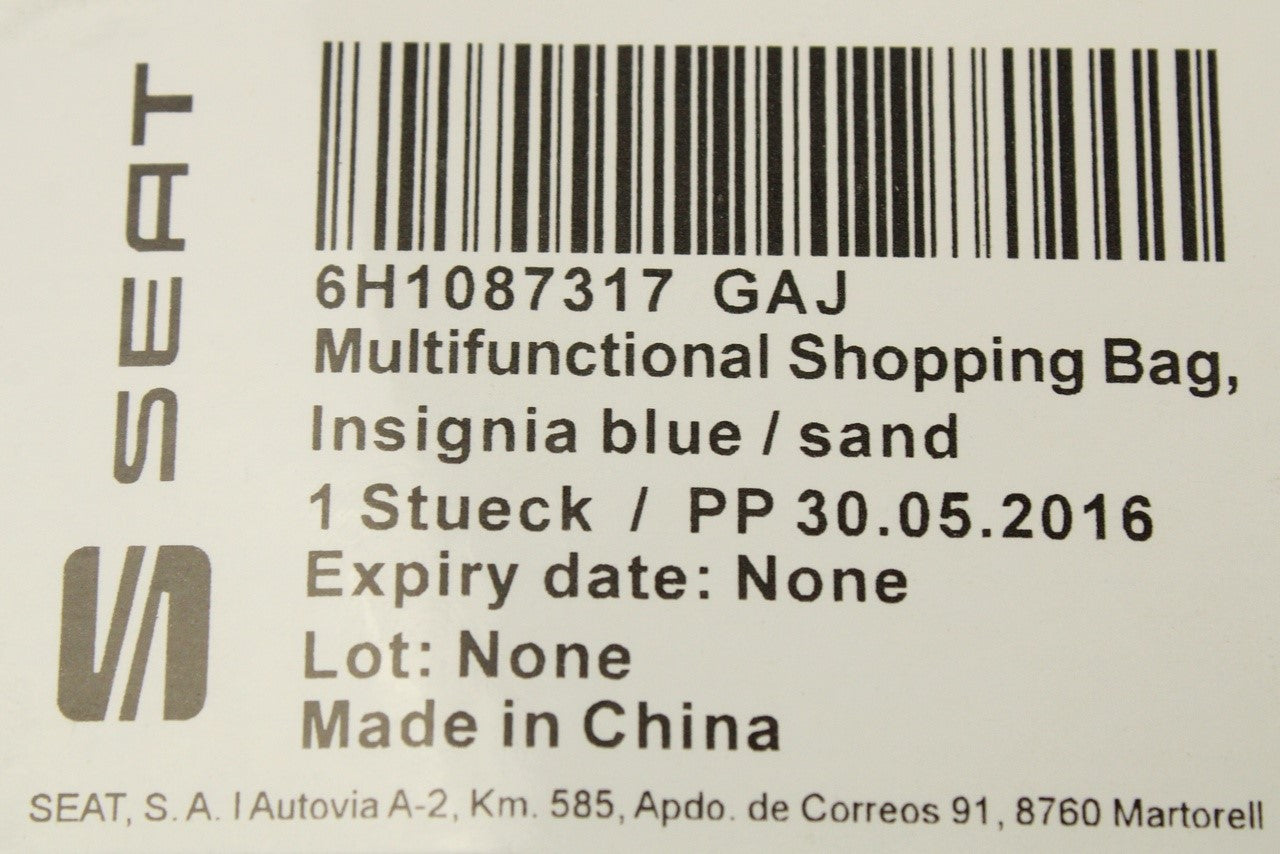 SEAT
6H1087317 GAJ
Multifunctional Shopping Bag,
Insignia blue / sand
1 Stueck / PP 30.05.2016
Expiry date: None
Lot: None
Made in China
SEAT, S. A. I Autovia A-2, Km. 585, Apdo. de Correos 91, 8760 Martorell